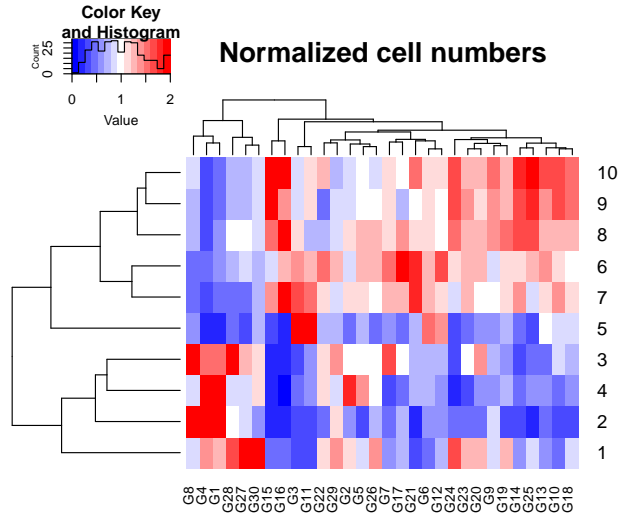 Color Key
and Histogram
Normalized cell numbers
Count
0 25
0 1 2
Value
10
9
8
6
7
5
3
4
2
1
G8 G4 G1 G28 G27 G30 G15 G16 G3 G11 G22 G29 G2 G5 G26 G7 G17 G21 G6 G12 G24 G23 G20 G9 G19 G14 G25 G13 G10 G18